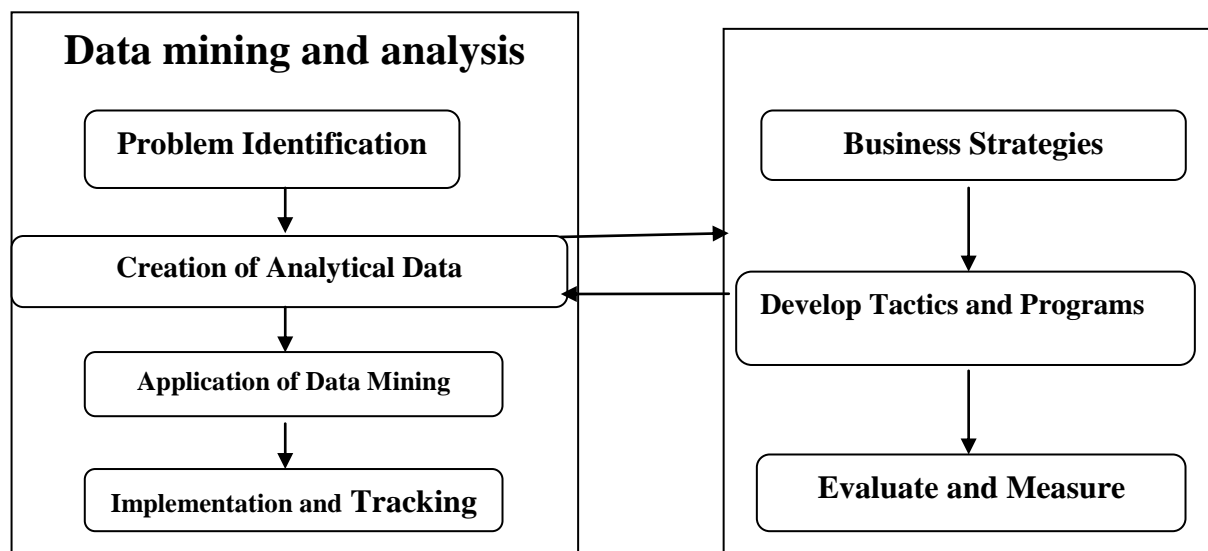 Data mining and analysis
Problem Identification
Creation of Analytical Data
Application of Data Mining
Implementation and Tracking
Business Strategies
Develop Tactics and Programs
Evaluate and Measure